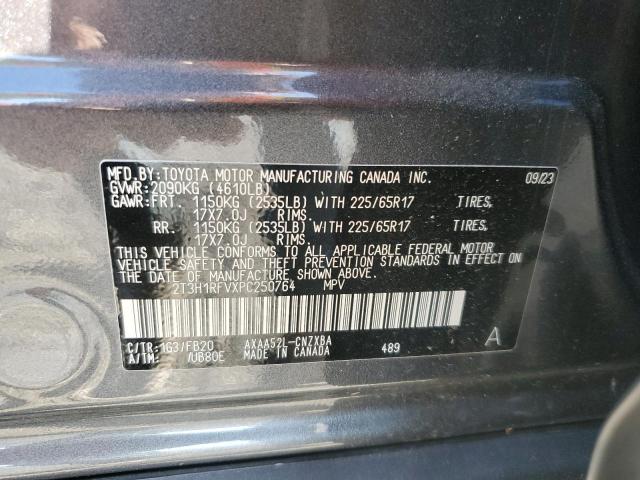 MFD.BY:TOYOTA MOTOR MANUFACTURING CANADA INC. 09/23
GVWR:2090KG (4610LB)
GAWR:FRT. 1150KG (2535LB) WITH 225/65R17 TIRES,
17X7.0J RIMS.
RR. 1150KG (2535LB) WITH 225/65R17 TIRES,
17X7.0J RIMS.
THIS VEHICLE CONFORMS TO ALL APPLICABLE FEDERAL MOTOR
VEHICLE SAFETY AND THEFT PREVENTION STANDARDS IN EFFECT
ON THE DATE OF MANUFACTURE SHOWN ABOVE.
2T3H1RFVXPC250764 MPV
C/TR:1G3/FB20 AXAA52L-CNZXBA A
A/TM: /UB80E MADE IN CANADA 489